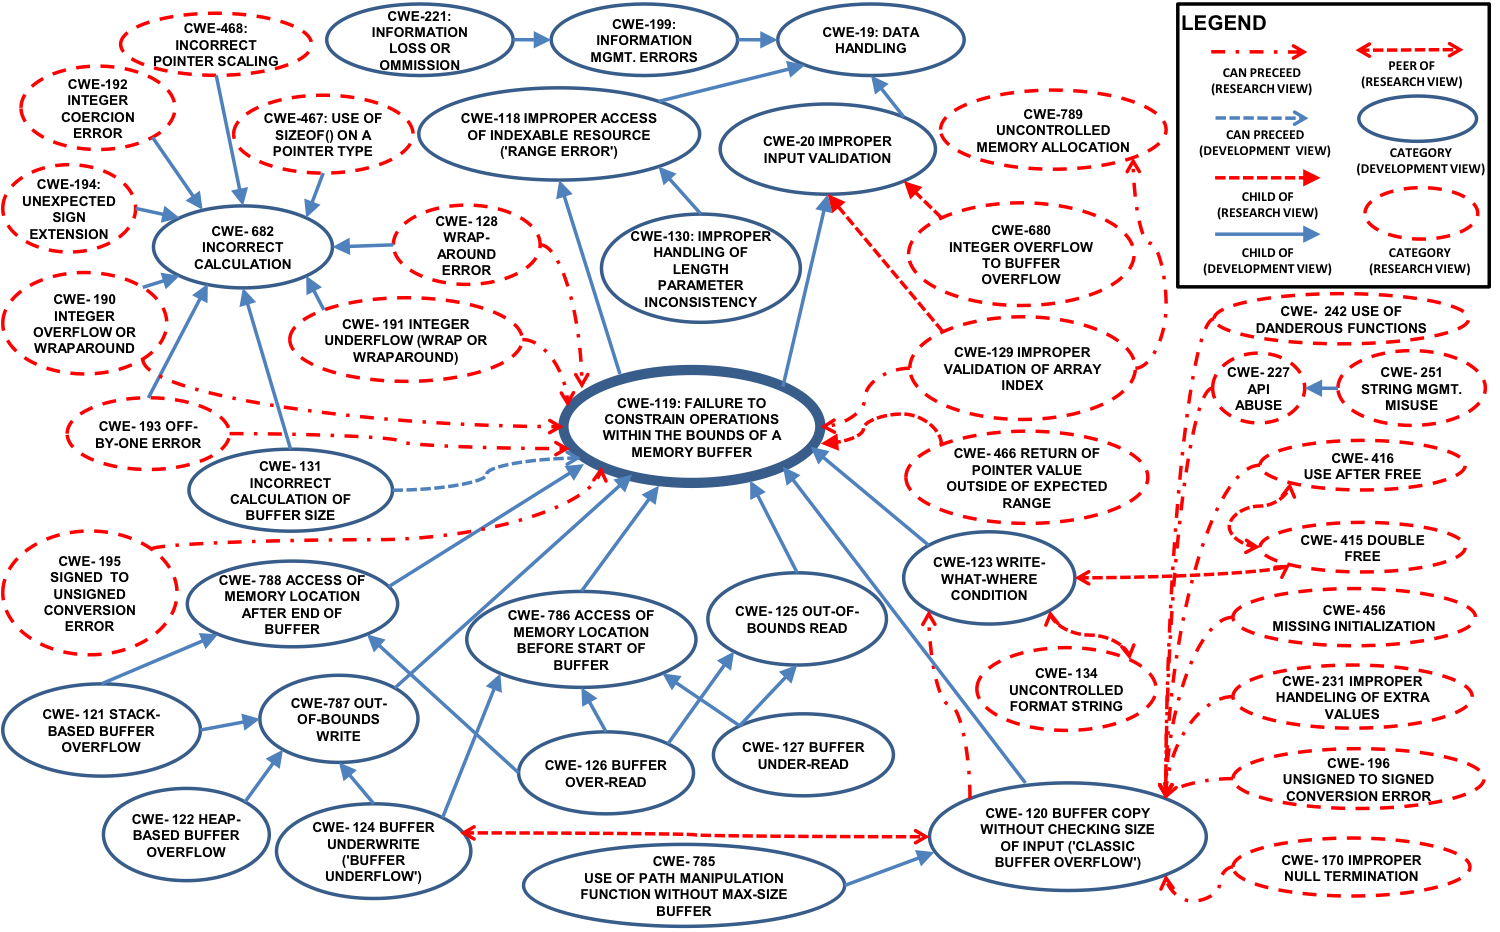 CWE-468:
INCORRECT
POINTER SCALING
CWE-221:
INFORMATION
LOSS OR
OMMISSION
CWE-199:
INFORMATION
MGMT. ERRORS
CWE-19: DATA
HANDLING
LEGEND
CAN PRECEED
(RESEARCH VIEW)
PEER OF
(RESEARCH VIEW)
CAN PRECEED
(DEVELOPMENT VIEW)
CATEGORY
(DEVELOPMENT VIEW)
CHILD OF
(RESEARCH VIEW)
CHILD OF
(DEVELOPMENT VIEW)
CATEGORY
(RESEARCH VIEW)
CWE-192
INTEGER
COERCION
ERROR
CWE-467: USE OF
SIZEOF() ON A
POINTER TYPE
CWE-118 IMPROPER ACCESS
OF INDEXABLE RESOURCE
('RANGE ERROR')
CWE-20 IMPROPER
INPUT VALIDATION
CWE-789
UNCONTROLLED
MEMORY ALLOCATION
CWE-194:
UNEXPECTED
SIGN
EXTENSION
CWE- 682
INCORRECT
CALCULATION
CWE- 128
WRAP-
AROUND
ERROR
CWE-130: IMPROPER
HANDLING OF
LENGTH
PARAMETER
INCONSISTENCY
CWE-680
INTEGER OVERFLOW
TO BUFFER
OVERFLOW
CWE- 190
INTEGER
OVERFLOW OR
WRAPAROUND
CWE- 191 INTEGER
UNDERFLOW (WRAP OR
WRAPAROUND)
CWE-129 IMPROPER
VALIDATION OF ARRAY
INDEX
CWE- 242 USE OF
DANDEROUS FUNCTIONS
CWE- 227
API
ABUSE
CWE- 251
STRING MGMT.
MISUSE
CWE- 193 OFF-
BY-ONE ERROR
CWE-119: FAILURE TO
CONSTRAIN OPERATIONS
WITHIN THE BOUNDS OF A
MEMORY BUFFER
CWE- 466 RETURN OF
POINTER VALUE
OUTSIDE OF EXPECTED
RANGE
CWE- 416
USE AFTER FREE
CWE- 131
INCORRECT
CALCULATION OF
BUFFER SIZE
CWE- 415 DOUBLE
FREE
CWE- 195
SIGNED TO
UNSIGNED
CONVERSION
ERROR
CWE- 788 ACCESS OF
MEMORY LOCATION
AFTER END OF
BUFFER
CWE- 786 ACCESS OF
MEMORY LOCATION
BEFORE START OF
BUFFER
CWE- 125 OUT-OF-
BOUNDS READ
CWE-123 WRITE-
WHAT-WHERE
CONDITION
CWE- 456
MISSING INITIALIZATION
CWE- 134
UNCONTROLLED
FORMAT STRING
CWE- 231 IMPROPER
HANDELING OF EXTRA
VALUES
CWE- 121 STACK-
BASED BUFFER
OVERFLOW
CWE-787 OUT-
OF-BOUNDS
WRITE
CWE- 126 BUFFER
OVER-READ
CWE- 127 BUFFER
UNDER-READ
CWE- 196
UNSIGNED TO SIGNED
CONVERSION ERROR
CWE- 122 HEAP-
BASED BUFFER
OVERFLOW
CWE- 124 BUFFER
UNDERWRITE
('BUFFER
UNDERFLOW')
CWE- 120 BUFFER COPY
WITHOUT CHECKING SIZE
OF INPUT ('CLASSIC
BUFFER OVERFLOW')
CWE- 785
USE OF PATH MANIPULATION
FUNCTION WITHOUT MAX-SIZE
BUFFER
CWE- 170 IMPROPER
NULL TERMINATION